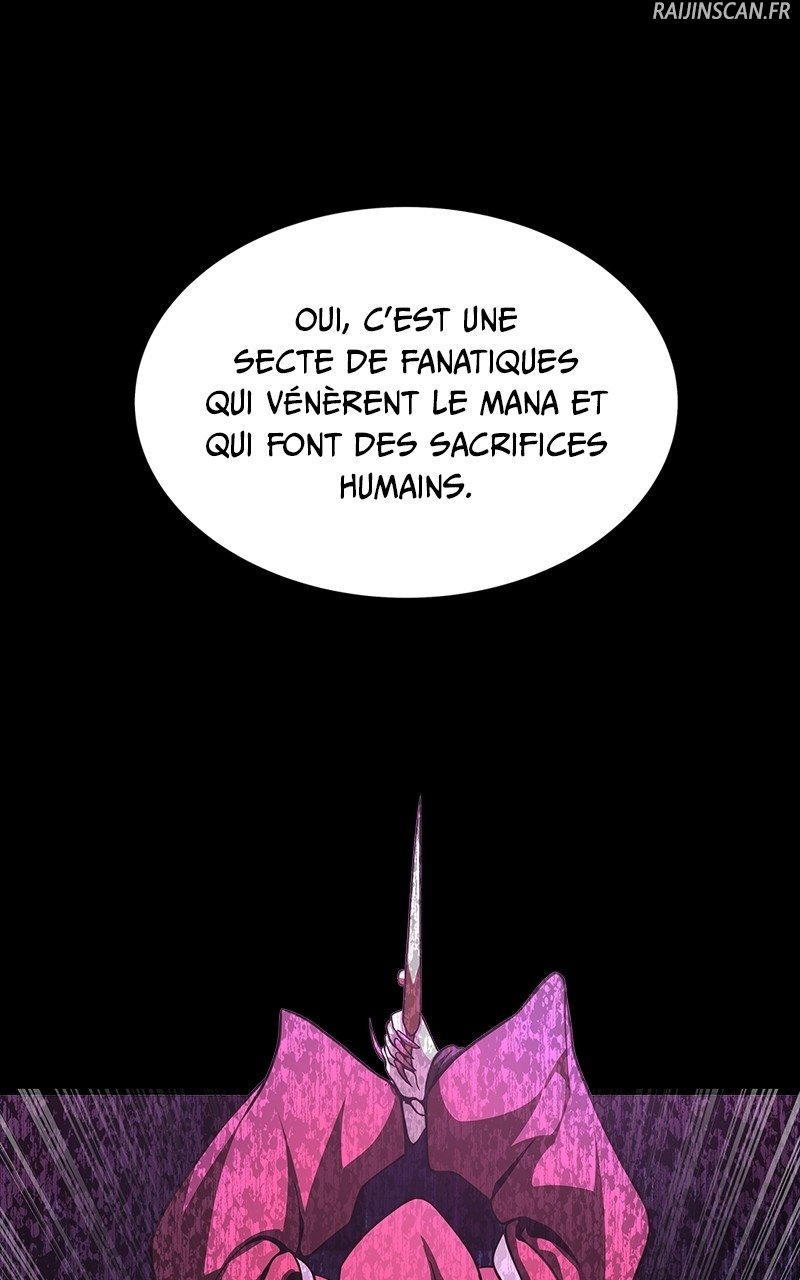 RAIJINSCAN.FR
OUI, C'EST UNE
SECTE DE FANATIQUES
QUI VÉNÈRENT LE MANA ET
QUI FONT DES SACRIFICES
HUMAINS.